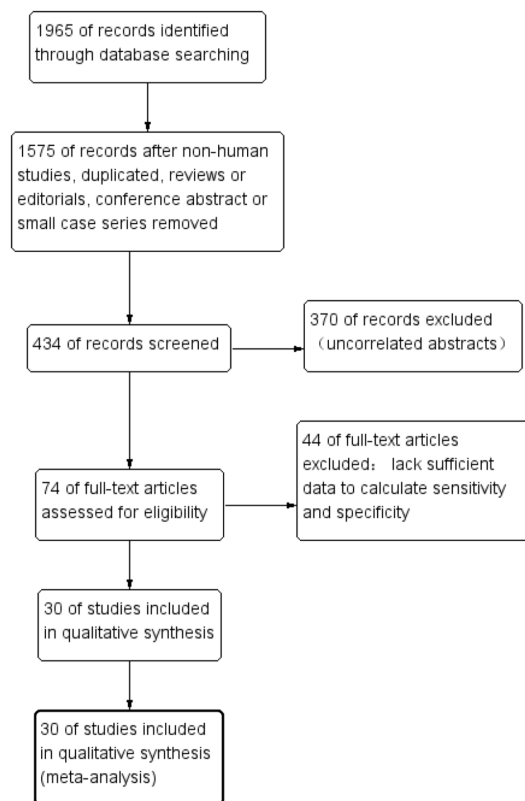 1965 of records identified
through database searching
1575 of records after non-human
studies, duplicated, reviews or
editorials, conference abstract or
small case series removed
434 of records screened
370 of records excluded
（uncorrelated abstracts）
74 of full-text articles
assessed for eligibility
44 of full-text articles
excluded： lack sufficient
data to calculate sensitivity
and specificity
30 of studies included
in qualitative synthesis
30 of studies included
in qualitative synthesis
(meta-analysis)